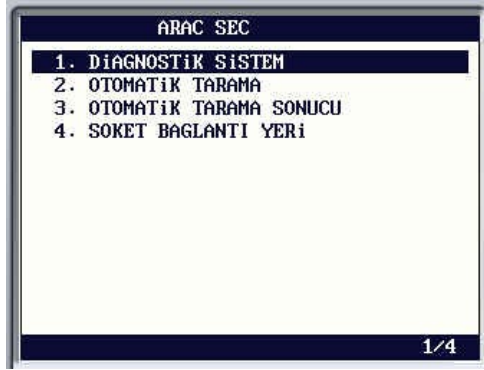 ARAC SEC
1. DiAGNOSTiK SiSTEM
2. OTOMATiK TARAMA
3. OTOMATiK TARAMA SONUCU
4. SOKET BAGLANTI YERi
1/4